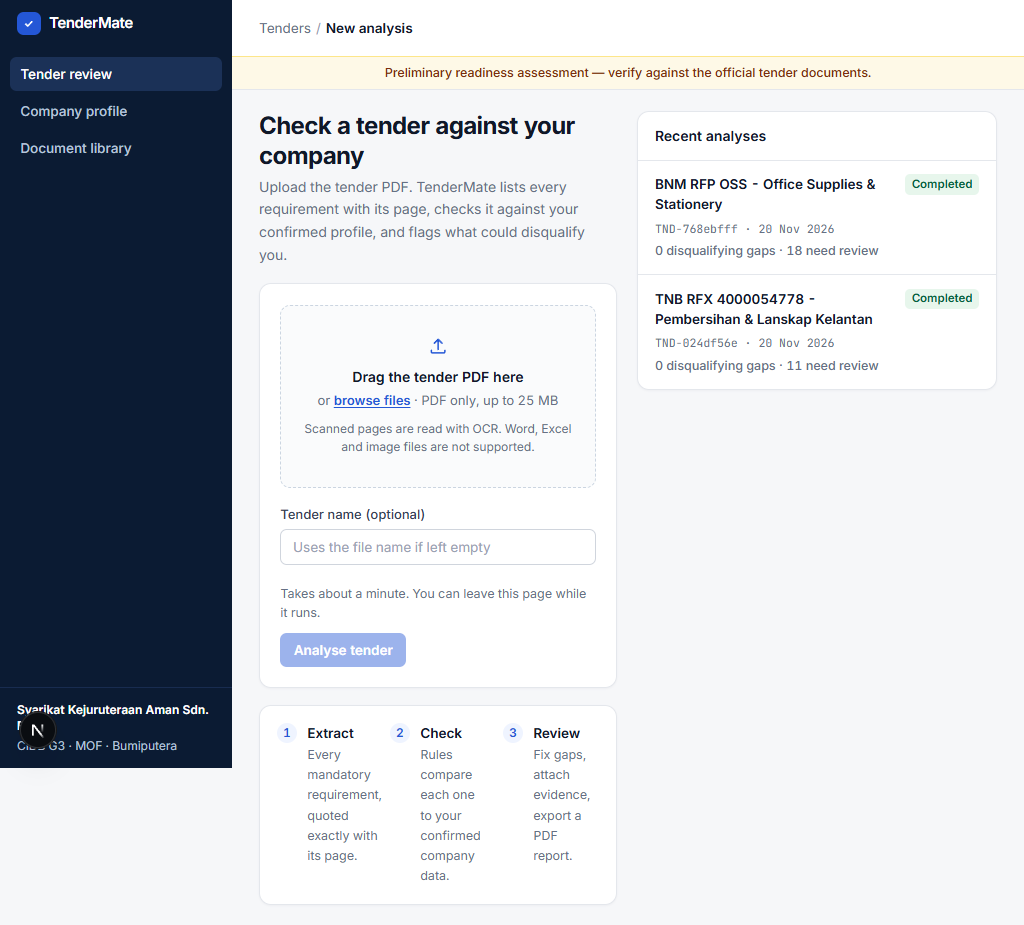 TenderMate
Tender review
Company profile
Document library
Syarikat Kejuruteraan Aman Sdn.
G3 · MOF · Bumiputera
Tenders / New analysis
Preliminary readiness assessment — verify against the official tender documents.
Check a tender against your
company
Upload the tender PDF. TenderMate lists every
requirement with its page, checks it against your
confirmed profile, and flags what could disqualify
you.
Drag the tender PDF here
or browse files · PDF only, up to 25 MB
Scanned pages are read with OCR. Word, Excel
and image files are not supported.
Tender name (optional)
Uses the file name if left empty
Takes about a minute. You can leave this page while
it runs.
Analyse tender
1 Extract
Every
mandatory
requirement,
quoted
exactly with
its page.
2 Check
Rules
compare
each one
to your
confirmed
company
data.
3 Review
Fix gaps,
attach
evidence,
export a
PDF
report.
Recent analyses
BNM RFP OSS - Office Supplies &
Stationery
Completed
TND-768ebfff · 20 Nov 2026
0 disqualifying gaps · 18 need review
TNB RFX 4000054778 -
Pembersihan & Lanskap Kelantan
Completed
TND-024df56e · 20 Nov 2026
0 disqualifying gaps · 11 need review
N